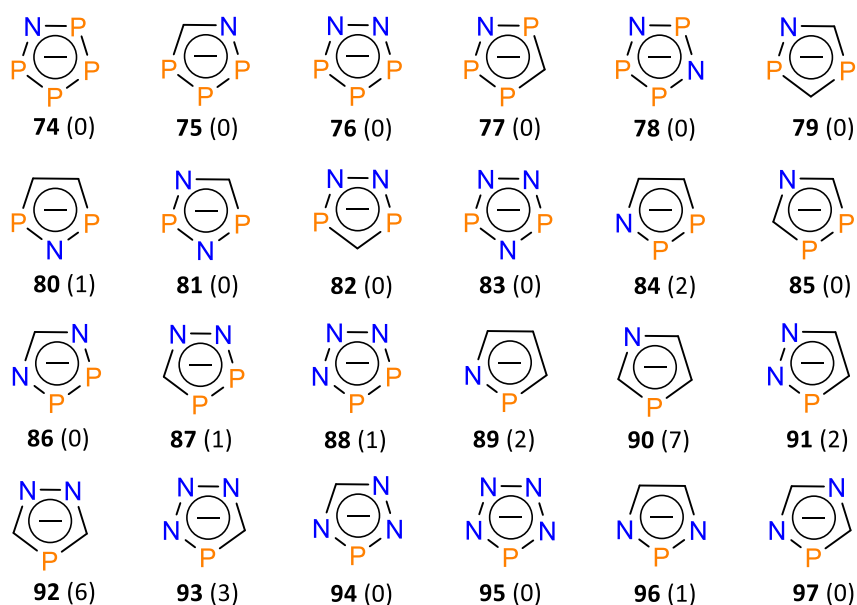 N P N N N N P N P N
P P P P P P P P N P P
P P P P P
74 (0) 75 (0) 76 (0) 77 (0) 78 (0) 79 (0)
N N N N N N
P P P P P P P P N P P
N N N P P
80 (1) 81 (0) 82 (0) 83 (0) 84 (2) 85 (0)
N N N N N N N
N P P N P N N
P P P P P P
86 (0) 87 (1) 88 (1) 89 (2) 90 (7) 91 (2)
N N N N N N N N
N N N N N N N N
P P P P P P
92 (6) 93 (3) 94 (0) 95 (0) 96 (1) 97 (0)